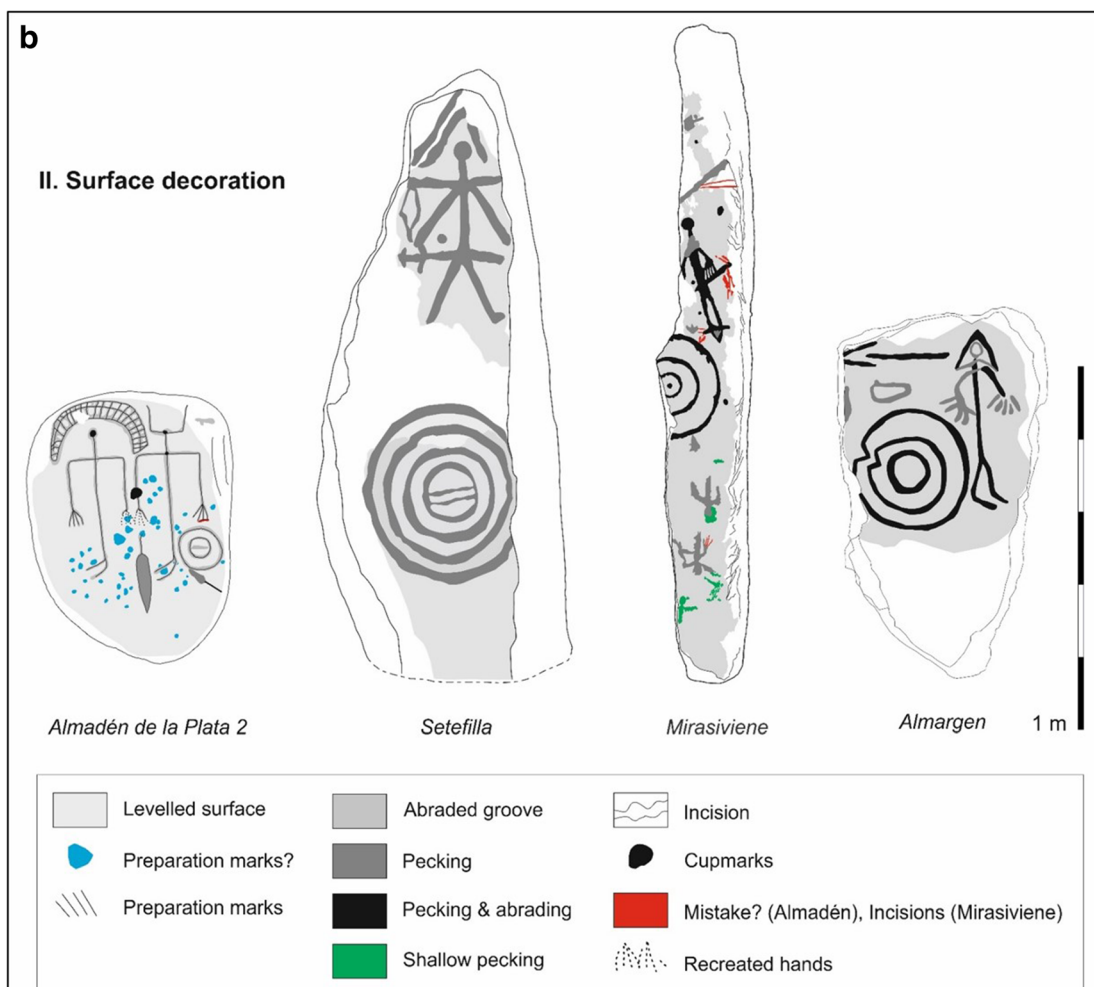 b
II. Surface decoration
Almadén de la Plata 2
Setefilla
Mirasiviene
Almargen
1 m
Levelled surface
Abraded groove
Incision
Preparation marks?
Pecking
Cupmarks
Preparation marks
Pecking & abrading
Mistake? (Almadén), Incisions (Mirasiviene)
Shallow pecking
Recreated hands